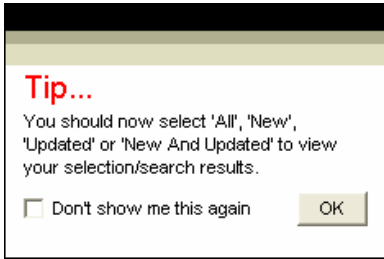 Tip...
You should now select 'All', 'New',
'Updated' or 'New And Updated' to view
your selection/search results.
Don't show me this again
OK